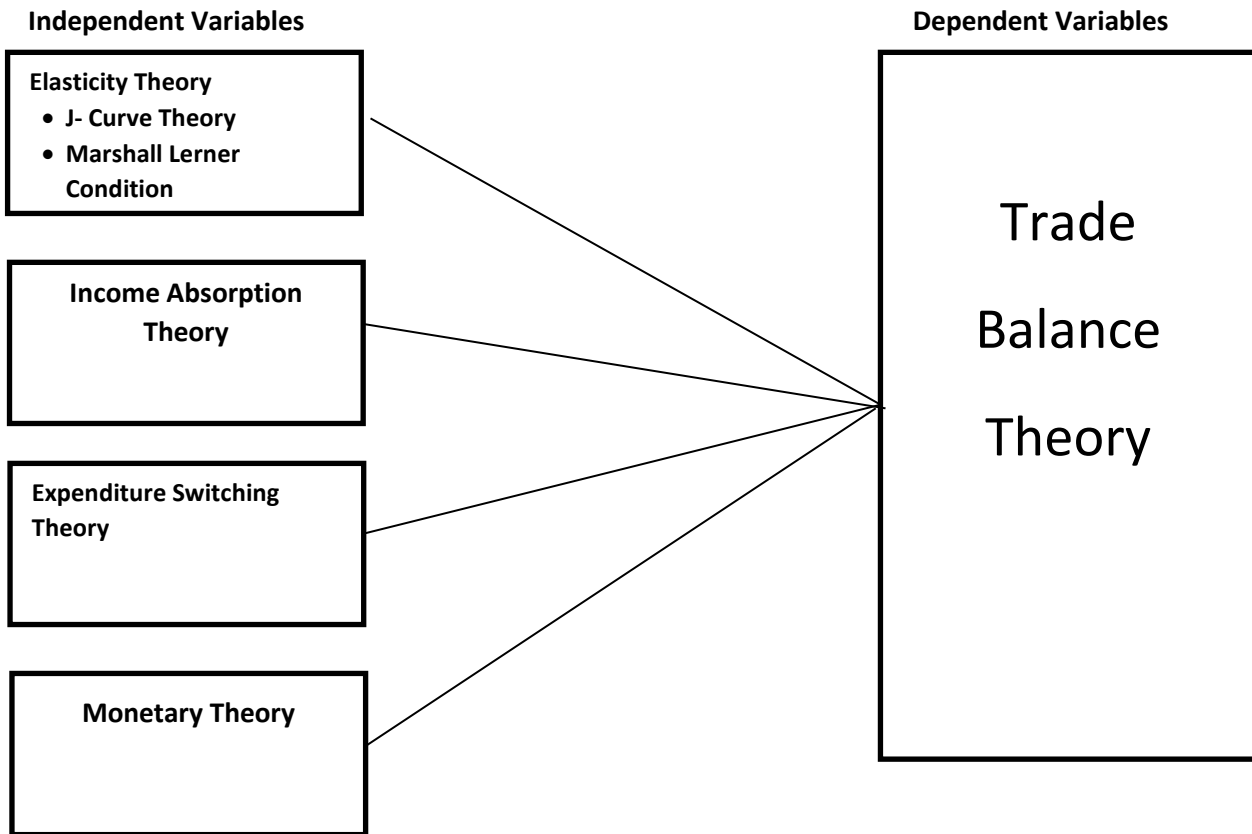 Independent Variables
Dependent Variables
Elasticity Theory
• J- Curve Theory
• Marshall Lerner
Condition
Income Absorption
Theory
Expenditure Switching
Theory
Monetary Theory
Trade
Balance
Theory